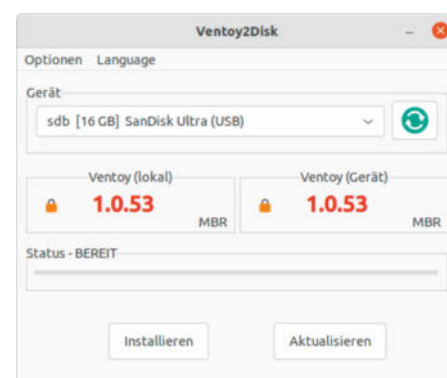 Ventoy2Disk
Optionen Language
Gerät
sdb [16 GB] SanDisk Ultra (USB)
Ventoy (lokal) Ventoy (Gerät)
1.0.53 1.0.53
MBR MBR
Status - BEREIT
Installieren Aktualisieren